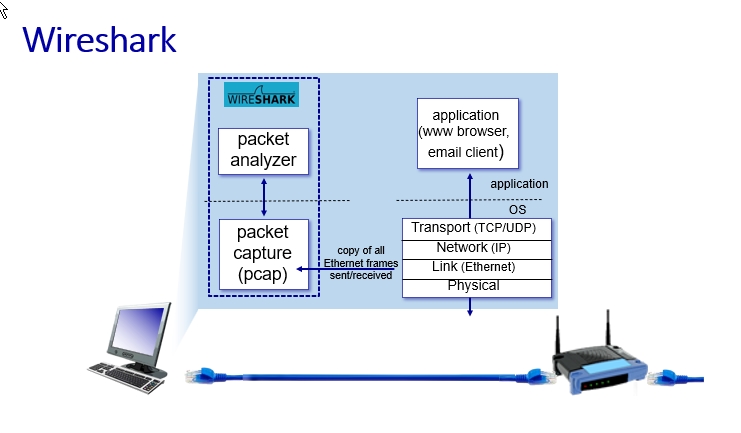 Wireshark
WIRESHARK
packet
analyzer
application
(www browser,
email client)
application
OS
packet
capture
(pcap)
copy of all
Ethernet frames
sent/received
Transport (TCP/UDP)
Network (IP)
Link (Ethernet)
Physical